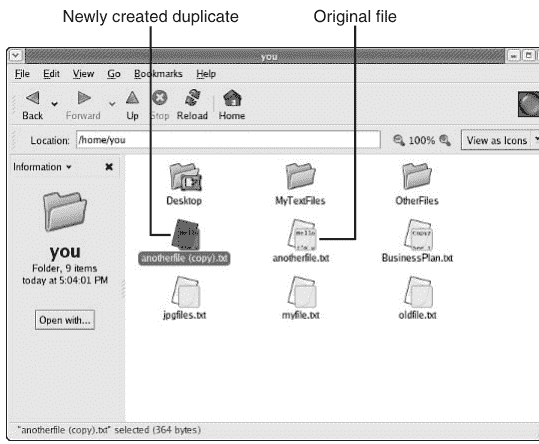 Newly created duplicate Original file
you
File Edit View Go Bookmarks Help
Back Forward Up Stop Reload Home
Location: /home/you 100% View as Icons
Information
Desktop MyTextFiles OtherFiles
you
Folder, 9 items
today at 5:04:01 PM
Open with...
anotherfile (copy).txt anotherfile.txt BusinessPlan.txt
jpgfiles.txt myfile.txt oldfile.txt
"anotherfile (copy).txt" selected (364 bytes)